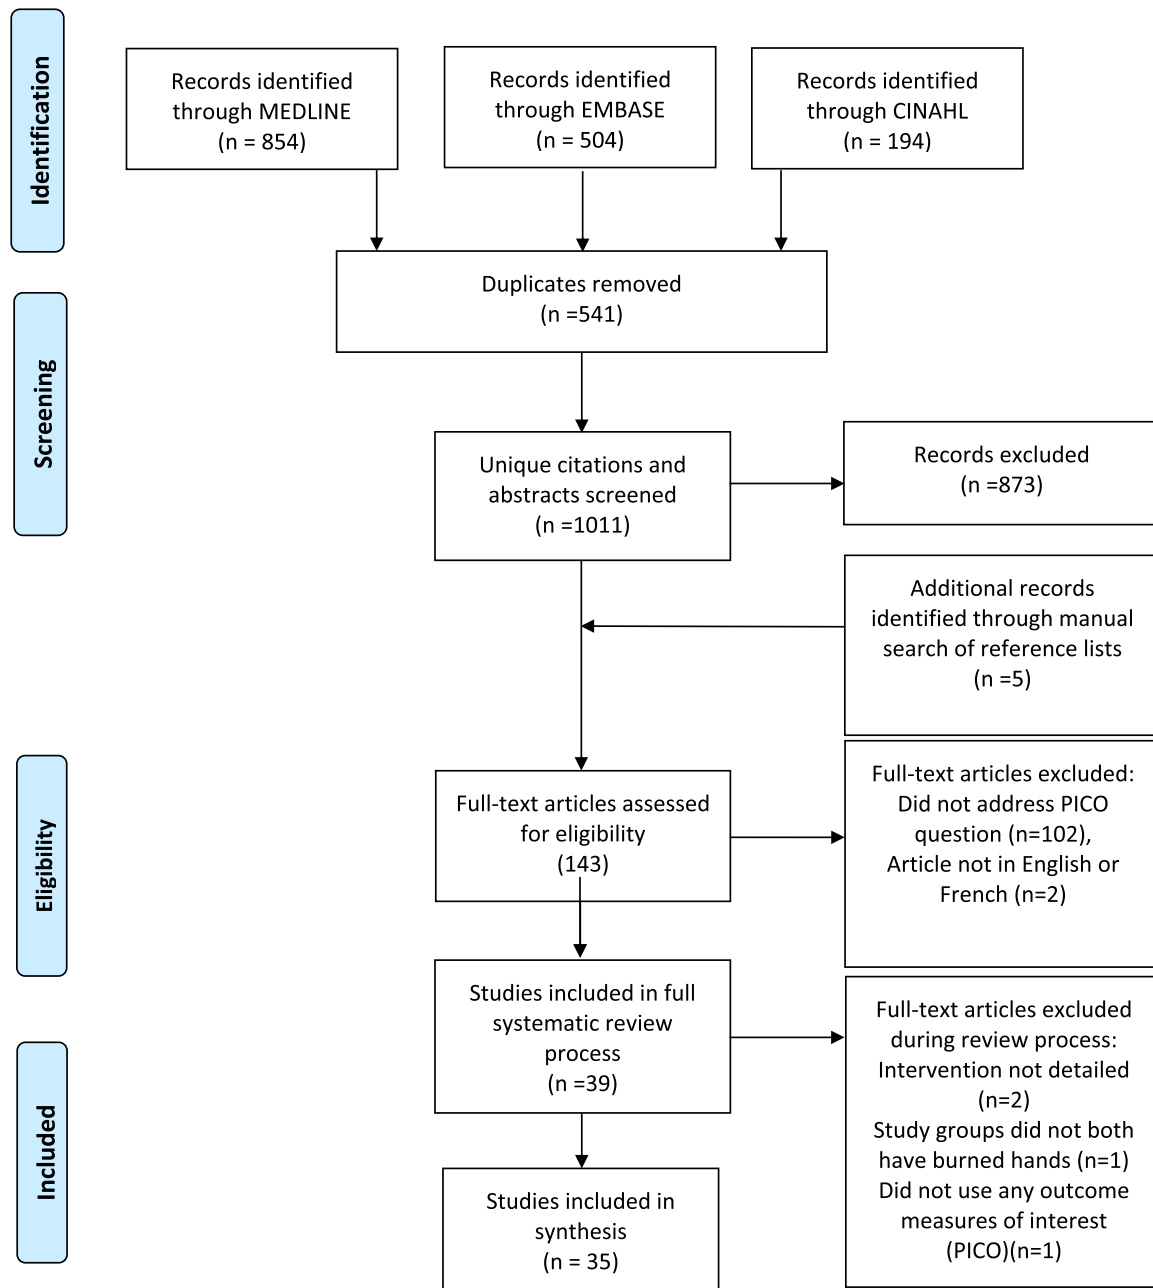 Identification
Records identified
through MEDLINE
(n = 854)
Records identified
through EMBASE
(n = 504)
Records identified
through CINAHL
(n = 194)
Duplicates removed
(n =541)
Screening
Unique citations and
abstracts screened
(n =1011)
Records excluded
(n =873)
Additional records
identified through manual
search of reference lists
(n =5)
Eligibility
Full-text articles assessed
for eligibility
(143)
Full-text articles excluded:
Did not address PICO
question (n=102),
Article not in English or
French (n=2)
Studies included in full
systematic review
process
(n =39)
Full-text articles excluded
during review process:
Intervention not detailed
(n=2)
Study groups did not both
have burned hands (n=1)
Did not use any outcome
measures of interest
(PICO)(n=1)
Included
Studies included in
synthesis
(n = 35)